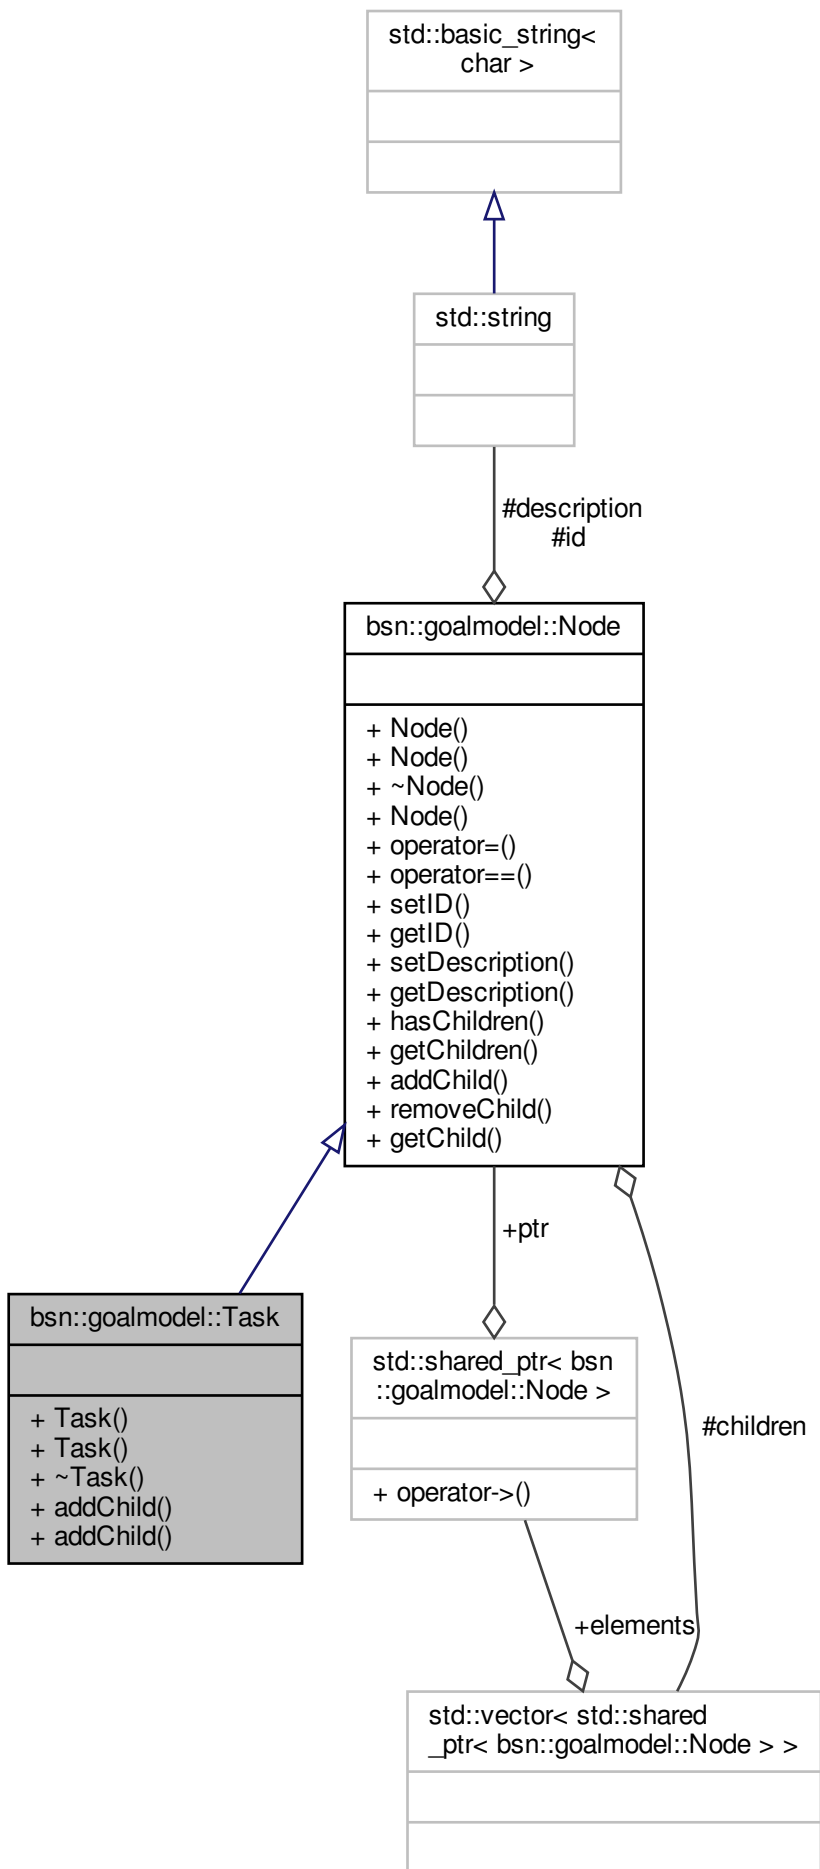 std::basic_string<
char >
std::string
#description
#id
bsn::goalmodel::Node
+ Node()
+ Node()
+ ~Node()
+ Node()
+ operator=()
+ operator==()
+ setID()
+ getID()
+ setDescription()
+ getDescription()
+ hasChildren()
+ getChildren()
+ addChild()
+ removeChild()
+ getChild()
+ptr
bsn::goalmodel::Task
+ Task()
+ Task()
+ ~Task()
+ addChild()
+ addChild()
std::shared_ptr< bsn
::goalmodel::Node >
+ operator->()
#children
+elements
std::vector< std::shared
_ptr< bsn::goalmodel::Node > >